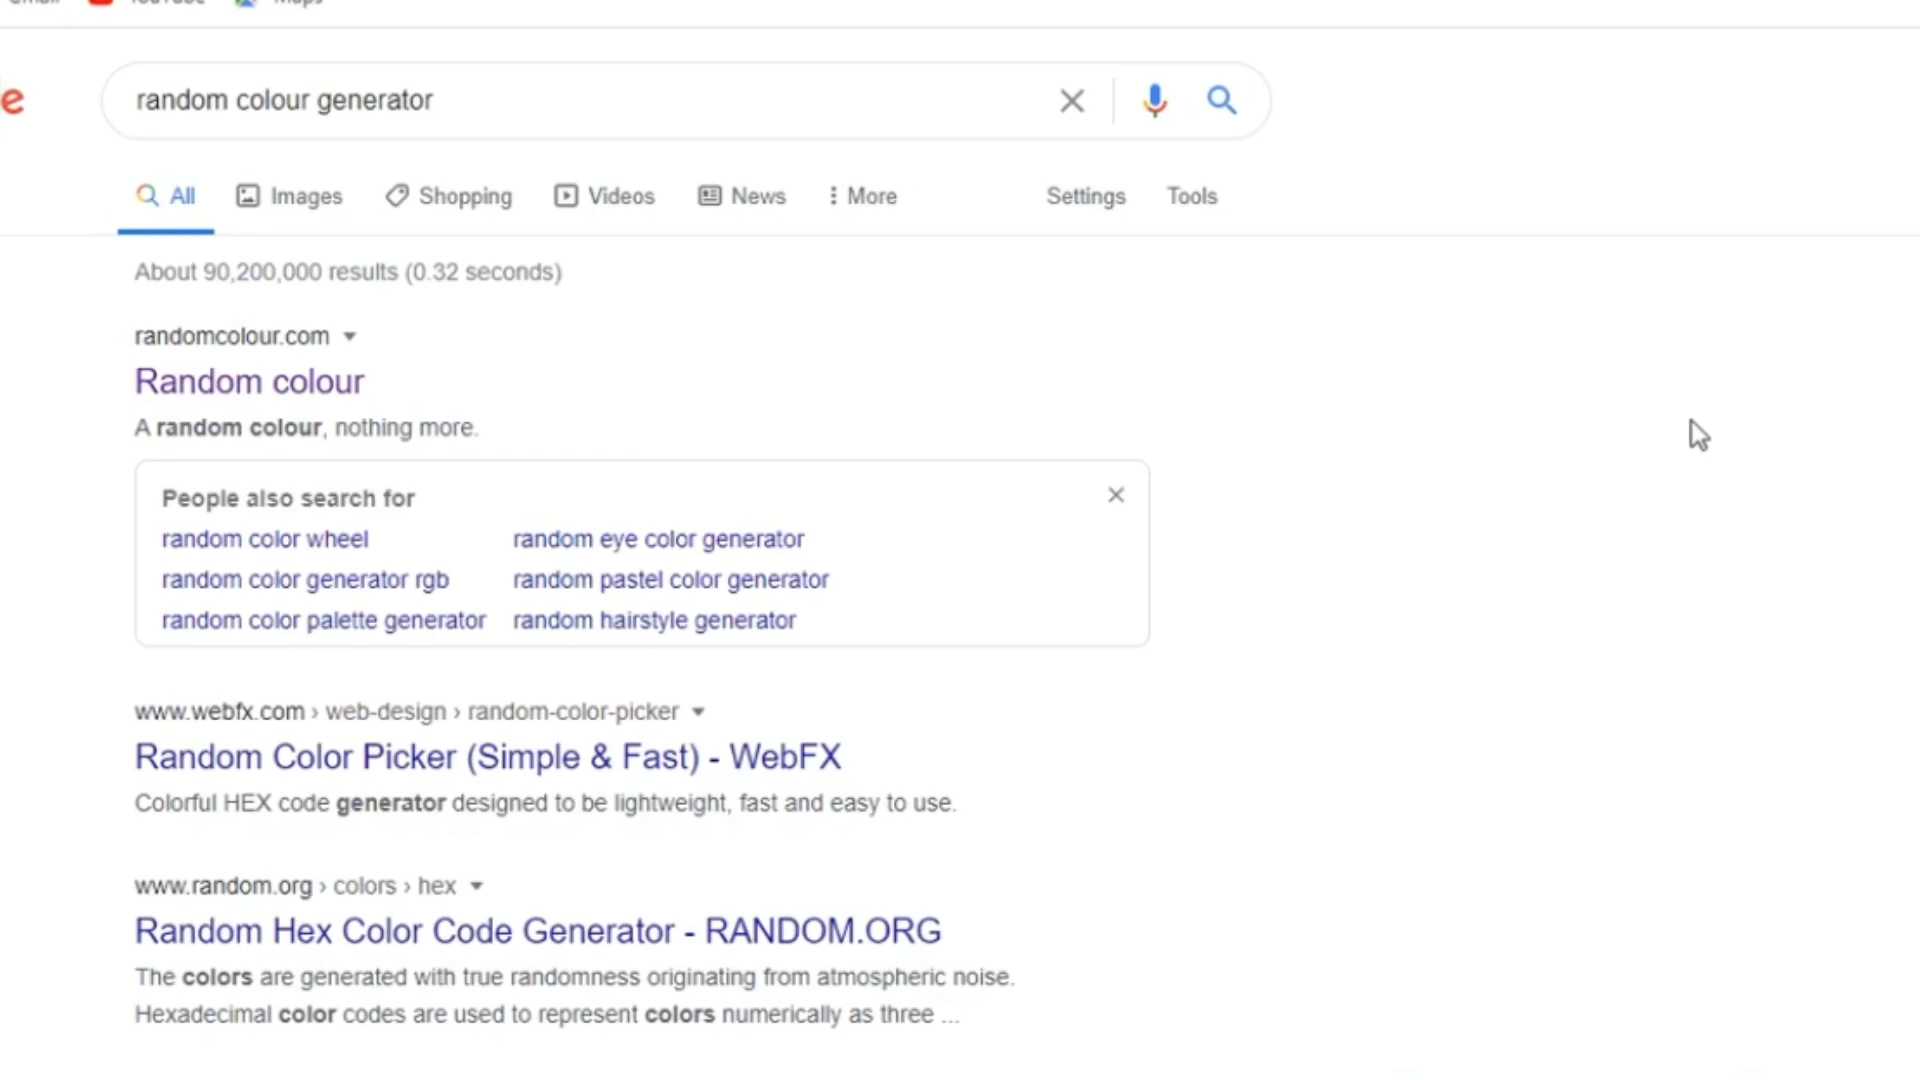 e
random colour generator
All Images Shopping Videos News More Settings Tools
About 90,200,000 results (0.32 seconds)
randomcolour.com
Random colour
A random colour, nothing more.
People also search for
random color wheel random eye color generator
random color generator rgb random pastel color generator
random color palette generator random hairstyle generator
www.webfx.com › web-design › random-color-picker
Random Color Picker (Simple & Fast) - WebFX
Colorful HEX code generator designed to be lightweight, fast and easy to use.
www.random.org › colors › hex
Random Hex Color Code Generator - RANDOM.ORG
The colors are generated with true randomness originating from atmospheric noise.
Hexadecimal color codes are used to represent colors numerically as three ...